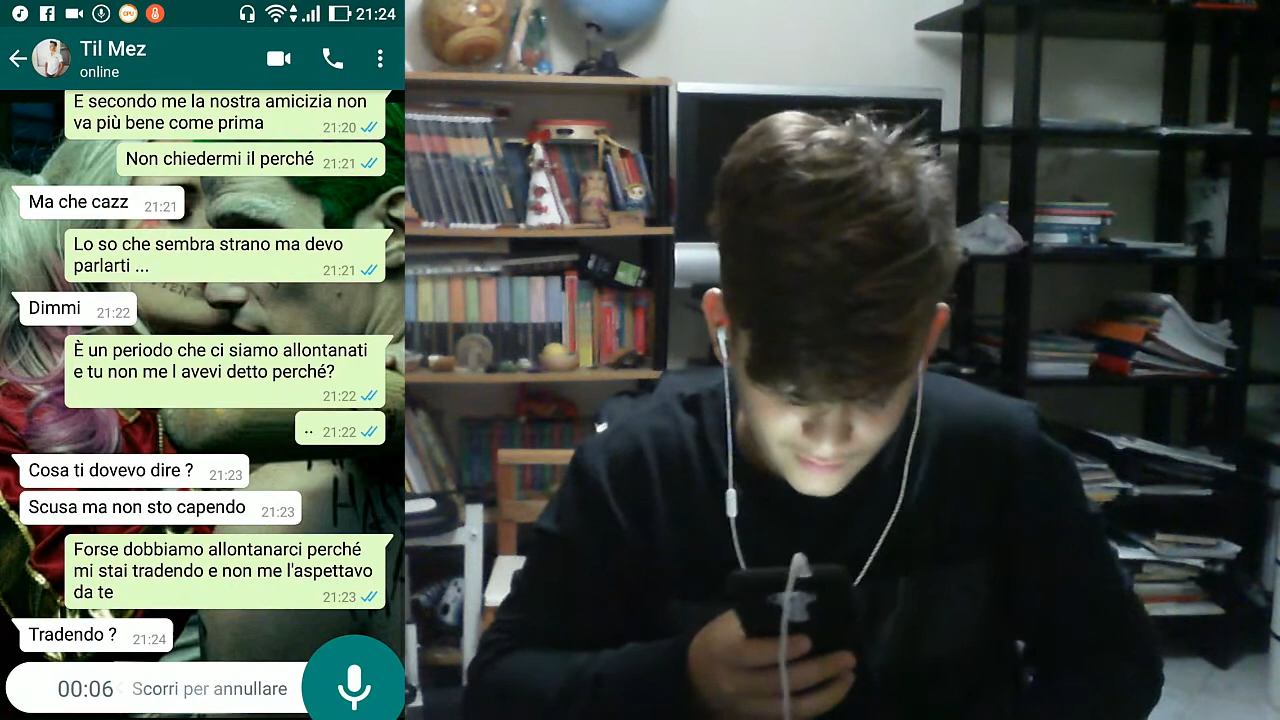 CPU
21:24
Til Mez
online
E secondo me la nostra amicizia non
va più bene come prima
21:20
Non chiedermi il perché 21:21
Ma che cazz 21:21
Lo so che sembra strano ma devo
parlarti ...
21:21
Dimmi 21:22
È un periodo che ci siamo allontanati
e tu non me l avevi detto perché?
21:22
.. 21:22
Cosa ti dovevo dire ? 21:23
Scusa ma non sto capendo 21:23
Forse dobbiamo allontanarci perché
mi stai tradendo e non me l'aspettavo
da te
21:23
Tradendo ? 21:24
00:06 Scorri per annullare